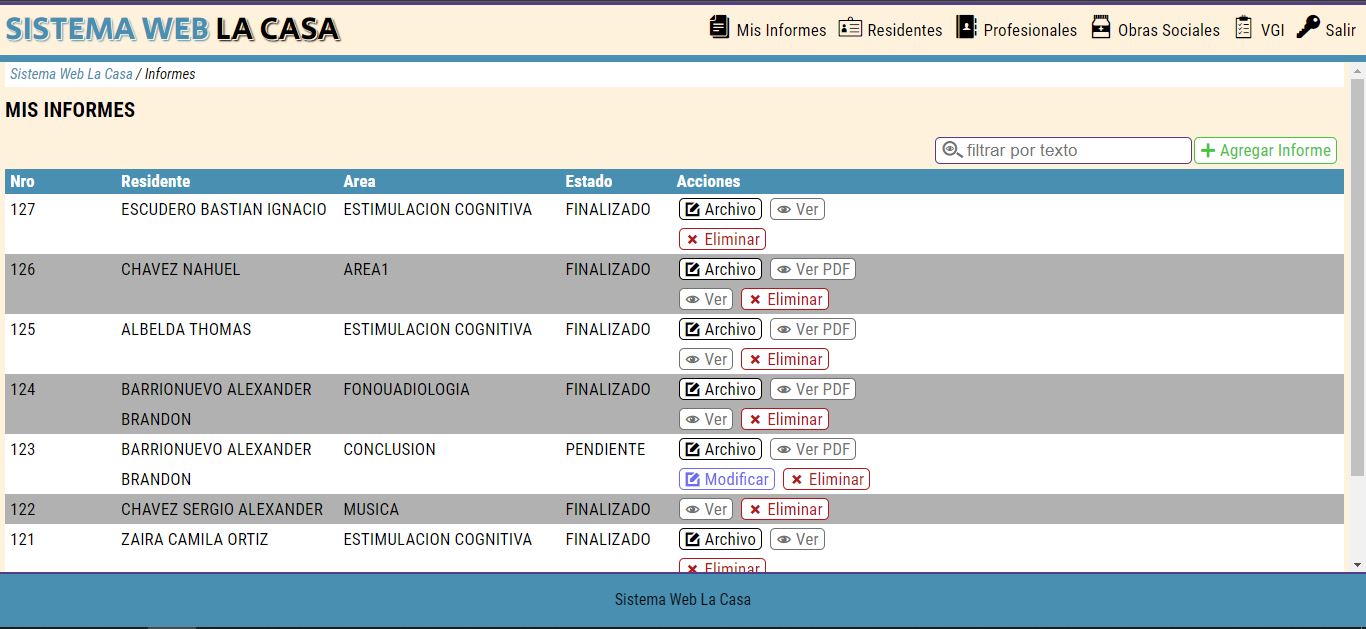 SISTEMA WEB LA CASA
Mis Informes Residentes Profesionales Obras Sociales VGI Salir
Sistema Web La Casa / Informes
MIS INFORMES
filtrar por texto Agregar Informe
Nro Residente Area Estado Acciones
127 ESCUDERO BASTIAN IGNACIO ESTIMULACION COGNITIVA FINALIZADO Archivo Ver
Eliminar
126 CHAVEZ NAHUEL AREA1 FINALIZADO Archivo Ver PDF
Ver Eliminar
125 ALBELDA THOMAS ESTIMULACION COGNITIVA FINALIZADO Archivo Ver PDF
Ver Eliminar
124 BARRIONUEVO ALEXANDER FONOUADIOLOGIA FINALIZADO Archivo Ver PDF
BRANDON Ver Eliminar
123 BARRIONUEVO ALEXANDER CONCLUSION PENDIENTE Archivo Ver PDF
BRANDON Modificar Eliminar
122 CHAVEZ SERGIO ALEXANDER MUSICA FINALIZADO Ver Eliminar
121 ZAIRA CAMILA ORTIZ ESTIMULACION COGNITIVA FINALIZADO Archivo Ver
Eliminar
Sistema Web La Casa